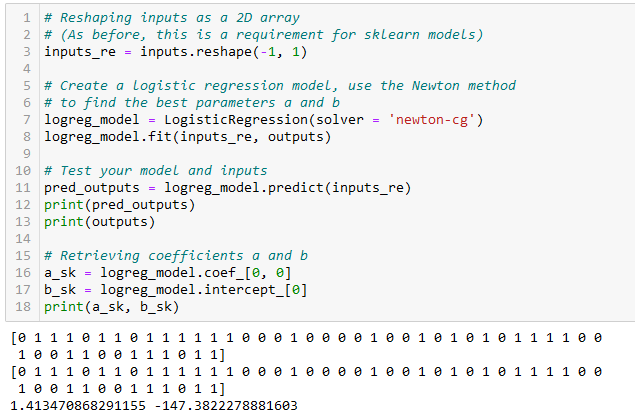 1 # Reshaping inputs as a 2D array
2 # (As before, this is a requirement for sklearn models)
3 inputs_re = inputs.reshape(-1, 1)
4
5 # Create a logistic regression model, use the Newton method
6 # to find the best parameters a and b
7 logreg_model = LogisticRegression(solver = 'newton-cg')
8 logreg_model.fit(inputs_re, outputs)
9
10 # Test your model and inputs
11 pred_outputs = logreg_model.predict(inputs_re)
12 print(pred_outputs)
13 print(outputs)
14
15 # Retrieving coefficients a and b
16 a_sk = logreg_model.coef_[0, 0]
17 b_sk = logreg_model.intercept_[0]
18 print(a_sk, b_sk)
[0 1 1 1 0 1 1 0 1 1 1 1 1 1 0 0 0 1 0 0 0 0 1 0 0 1 0 1 0 1 0 1 1 1 1 0 0
1 0 0 1 1 0 0 1 1 1 0 1 1]
[0 1 1 1 0 1 1 0 1 1 1 1 1 1 0 0 0 1 0 0 0 0 1 0 0 1 0 1 0 1 0 1 1 1 1 0 0
1 0 0 1 1 0 0 1 1 1 0 1 1]
1.413470868291155 -147.3822278881603